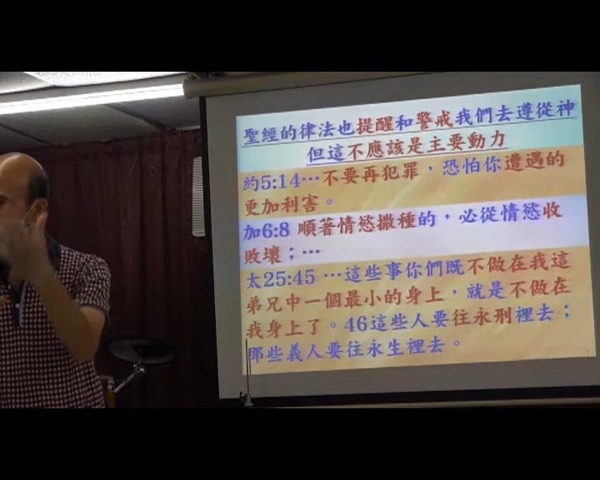 聖經的律法也提醒和警戒我們去遵從神
但這不應該是主要動力
約5:14…不要再犯罪，恐怕你遭遇的
更加利害。
加6:8 順著情慾撒種的，必從情慾收
敗壞；…
太25:45 …這些事你們既不做在我這
弟兄中一個最小的身上，就是不做在
我身上了。46這些人要往永刑裡去；
那些義人要往永生裡去。